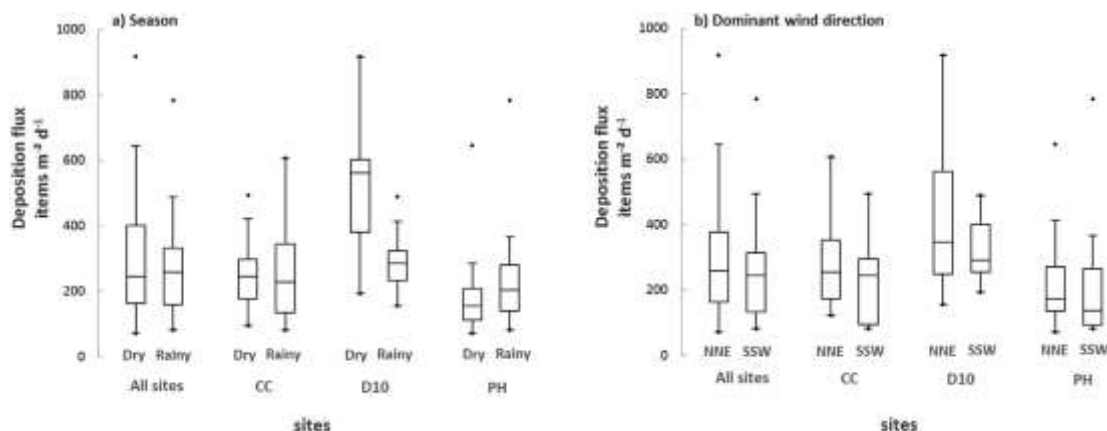 a) Season
Deposition flux
items m⁻² d⁻¹
1000
800
600
400
200
0
Dry Rainy Dry Rainy Dry Rainy Dry Rainy
All sites CC D10 PH
sites
b) Dominant wind direction
Deposition flux
items m⁻² d⁻¹
1000
800
600
400
200
0
NNE SSW NNE SSW NNE SSW NNE SSW
All sites CC D10 PH
sites